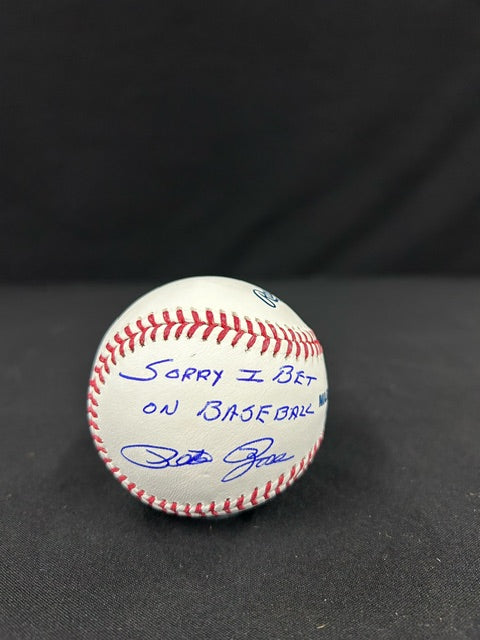 SORRY I BET
ON BASEBALL
Pete Rose